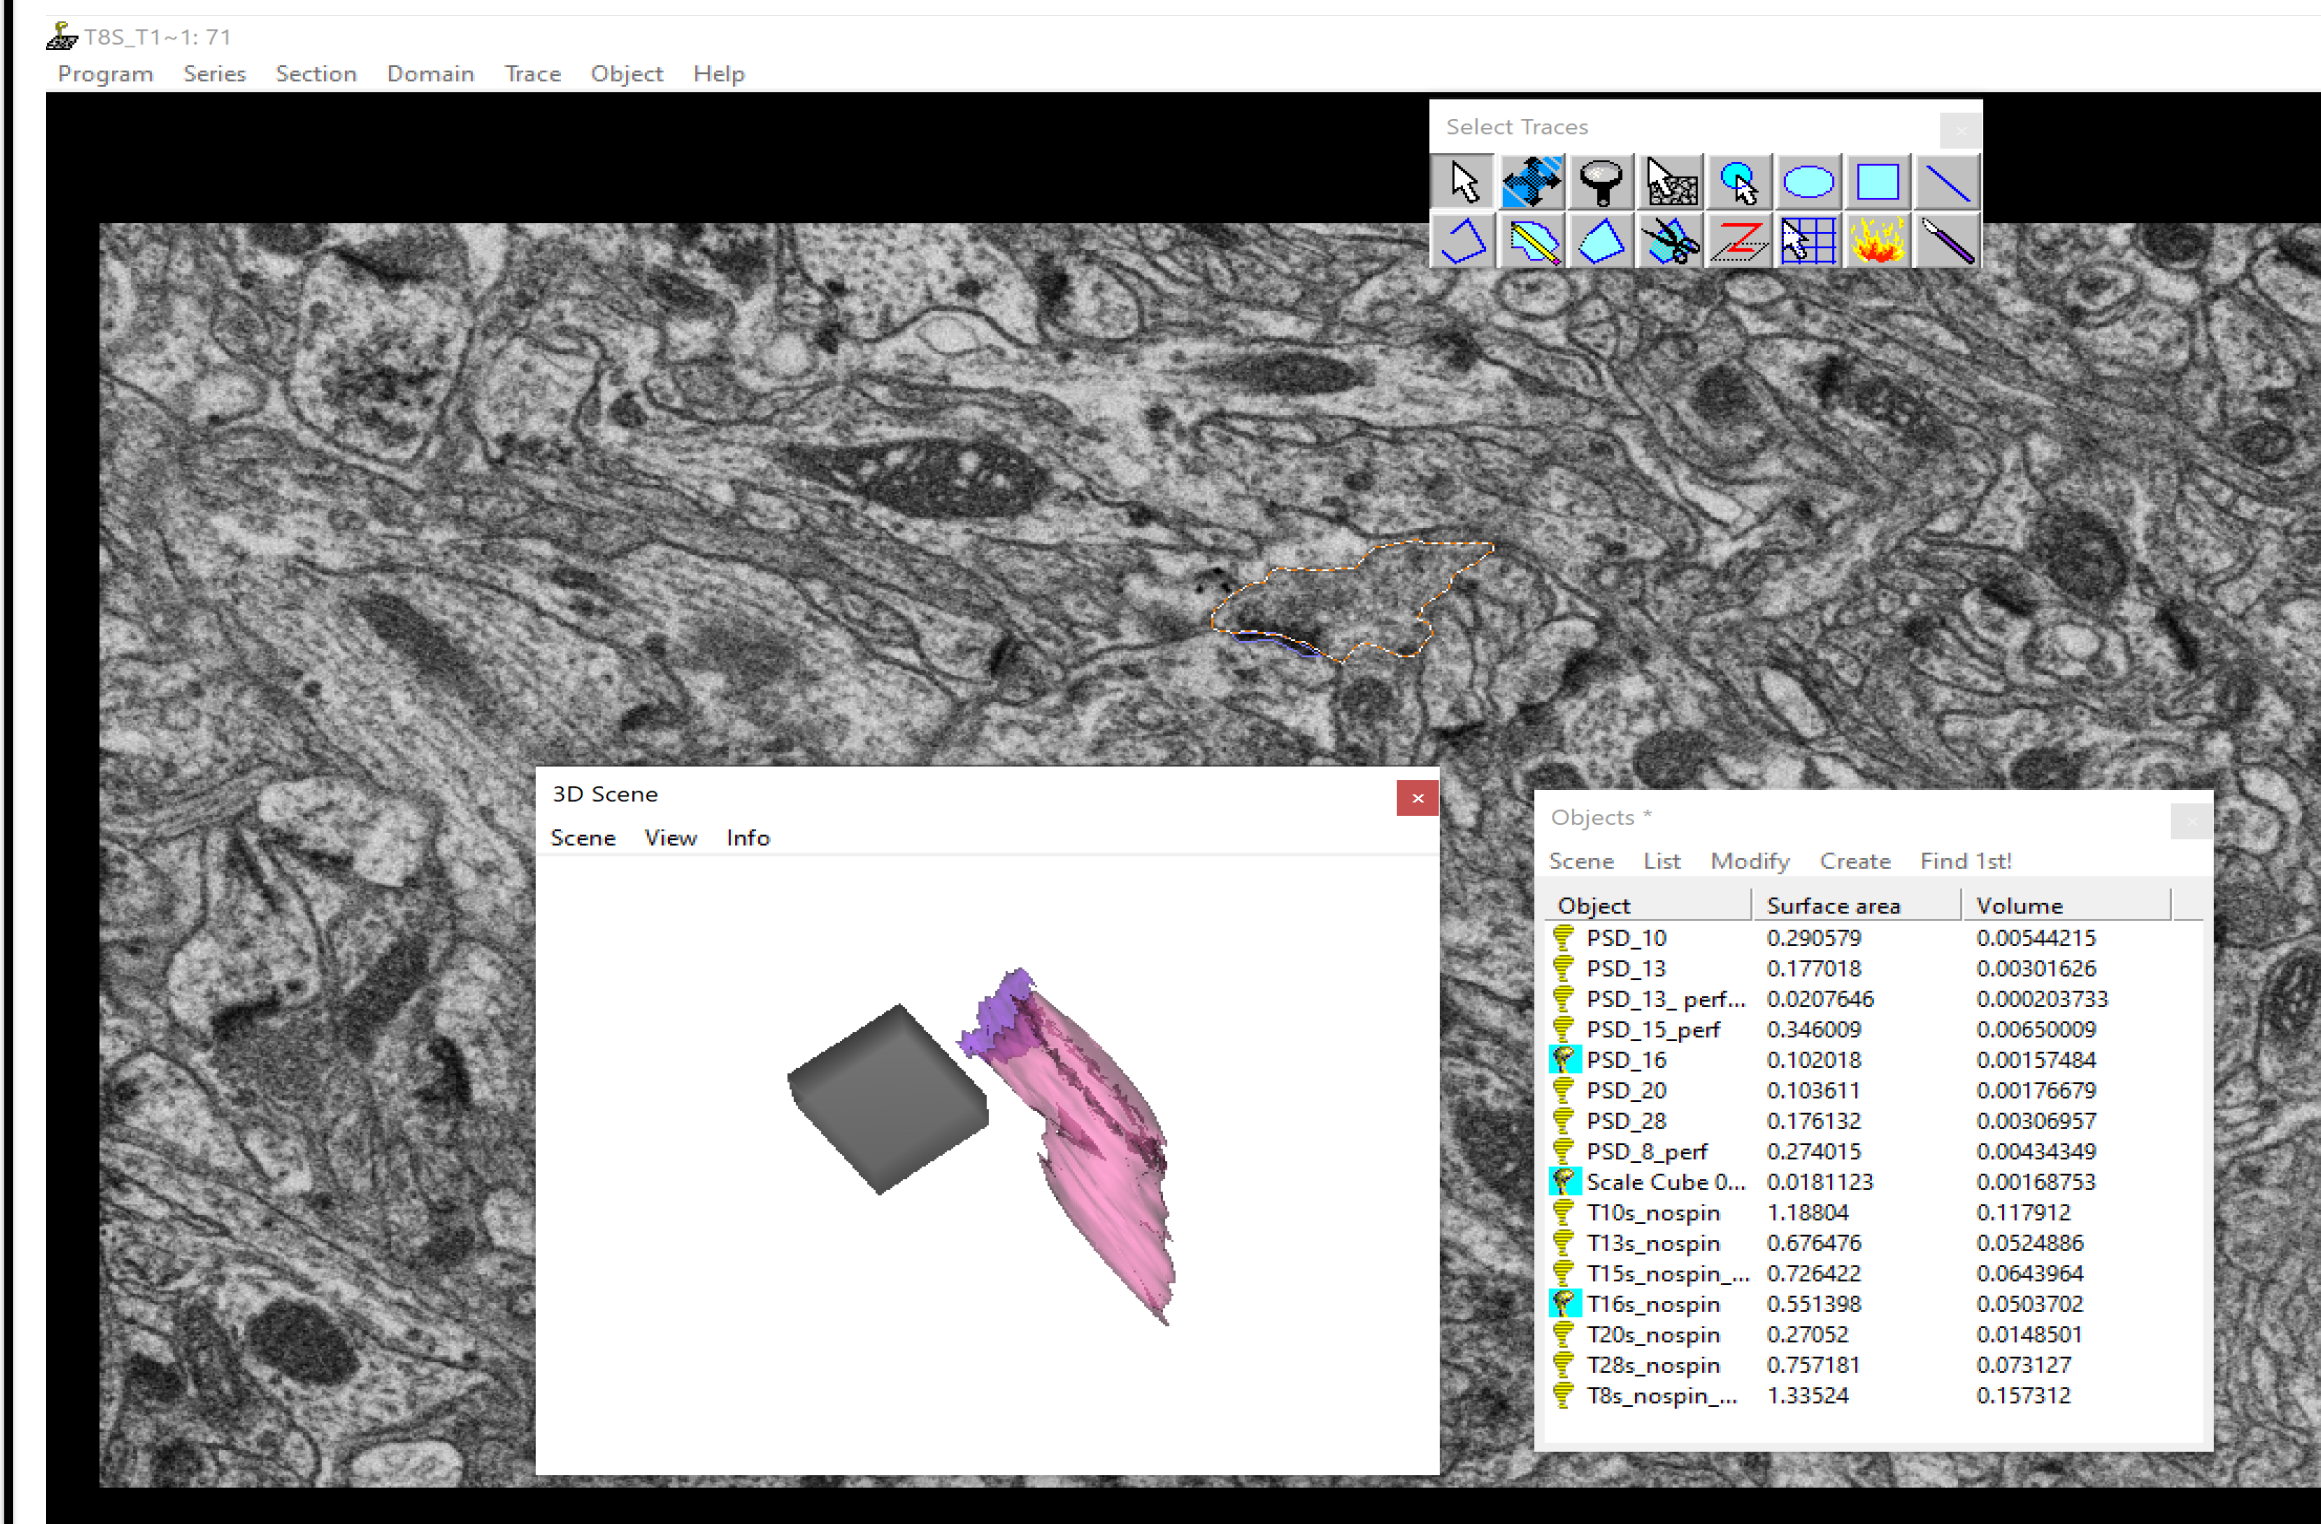 T8S_T1~1: 71
Program Series Section Domain Trace Object Help
Select Traces
3D Scene
Scene View Info
Objects *
Scene List Modify Create Find 1st!
Object Surface area Volume
PSD_10 0.290579 0.00544215
PSD_13 0.177018 0.00301626
PSD_13_ perf... 0.0207646 0.000203733
PSD_15_perf 0.346009 0.00650009
PSD_16 0.102018 0.00157484
PSD_20 0.103611 0.00176679
PSD_28 0.176132 0.00306957
PSD_8_perf 0.274015 0.00434349
Scale Cube 0... 0.0181123 0.00168753
T10s_nospin 1.18804 0.117912
T13s_nospin 0.676476 0.0524886
T15s_nospin_... 0.726422 0.0643964
T16s_nospin 0.551398 0.0503702
T20s_nospin 0.27052 0.0148501
T28s_nospin 0.757181 0.073127
T8s_nospin_... 1.33524 0.157312